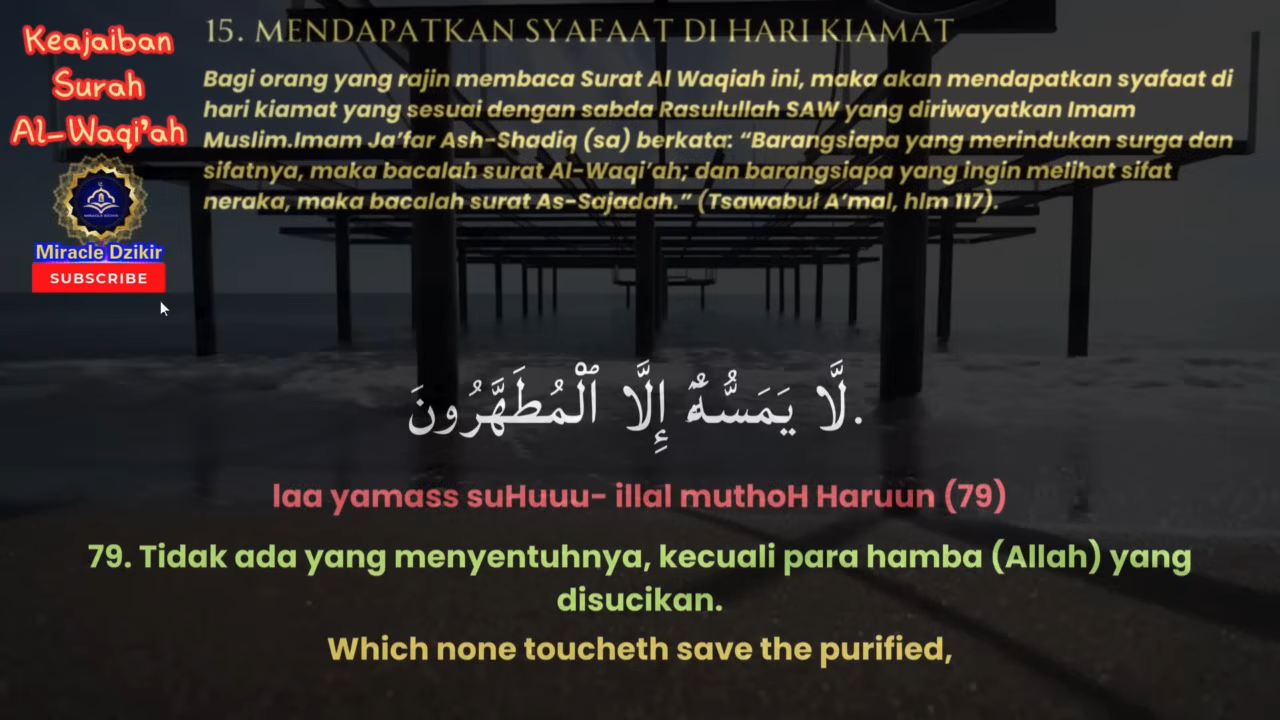 Keajaiban
Surah
Al-Waqi'ah
MIRACLE DZIKIR
Miracle Dzikir
SUBSCRIBE
15. MENDAPATKAN SYAFAAT DI HARI KIAMAT
Bagi orang yang rajin membaca Surat Al Waqiah ini, maka akan mendapatkan syafaat di
hari kiamat yang sesuai dengan sabda Rasulullah SAW yang diriwayatkan Imam
Muslim.Imam Ja’far Ash-Shadiq (sa) berkata: “Barangsiapa yang merindukan surga dan
sifatnya, maka bacalah surat Al-Waqi’ah; dan barangsiapa yang ingin melihat sifat
neraka, maka bacalah surat As-Sajadah.” (Tsawabul A’mal, hlm 117).
لَّا يَمَسُّهُۥٓ إِلَّا ٱلْمُطَهَّرُونَ.
laa yamass suHuuu- illal muthoH Haruun (79)
79. Tidak ada yang menyentuhnya, kecuali para hamba (Allah) yang
disucikan.
Which none toucheth save the purified,